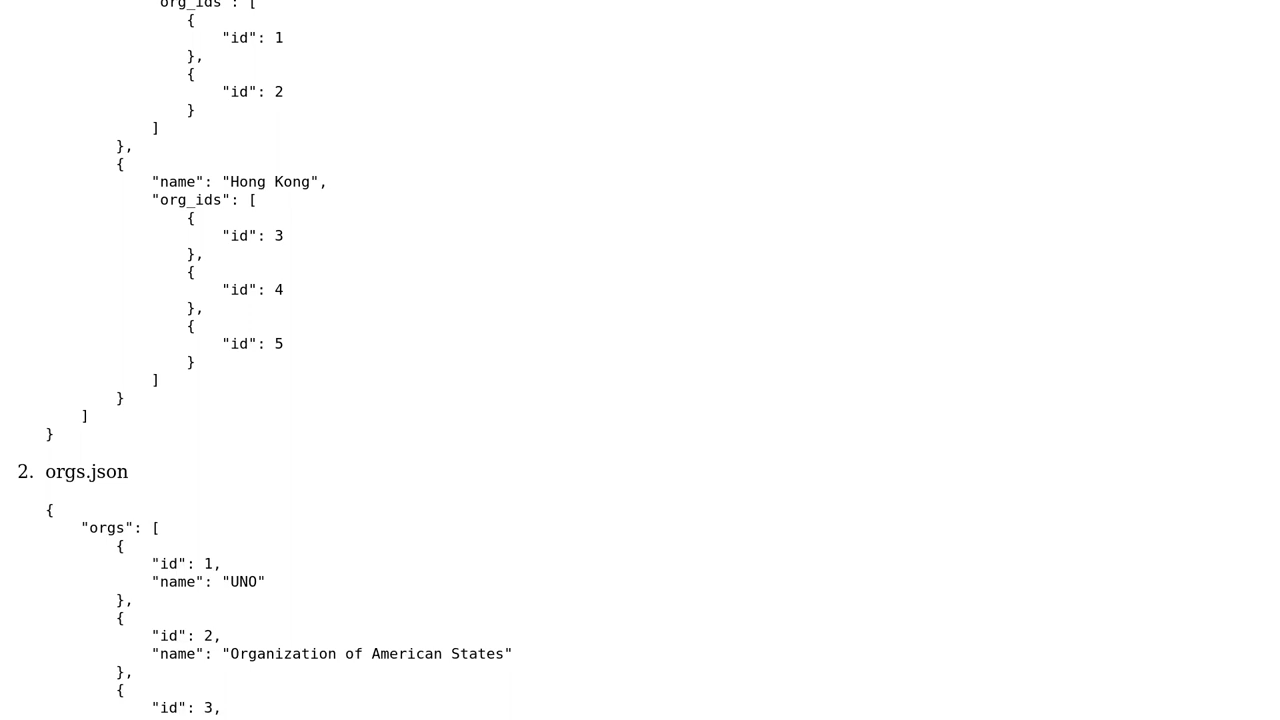 "org_ids": [
{
"id": 1
},
{
"id": 2
}
]
},
{
"name": "Hong Kong",
"org_ids": [
{
"id": 3
},
{
"id": 4
},
{
"id": 5
}
]
}
]
}
2. orgs.json
{
"orgs": [
{
"id": 1,
"name": "UNO"
},
{
"id": 2,
"name": "Organization of American States"
},
{
"id": 3,